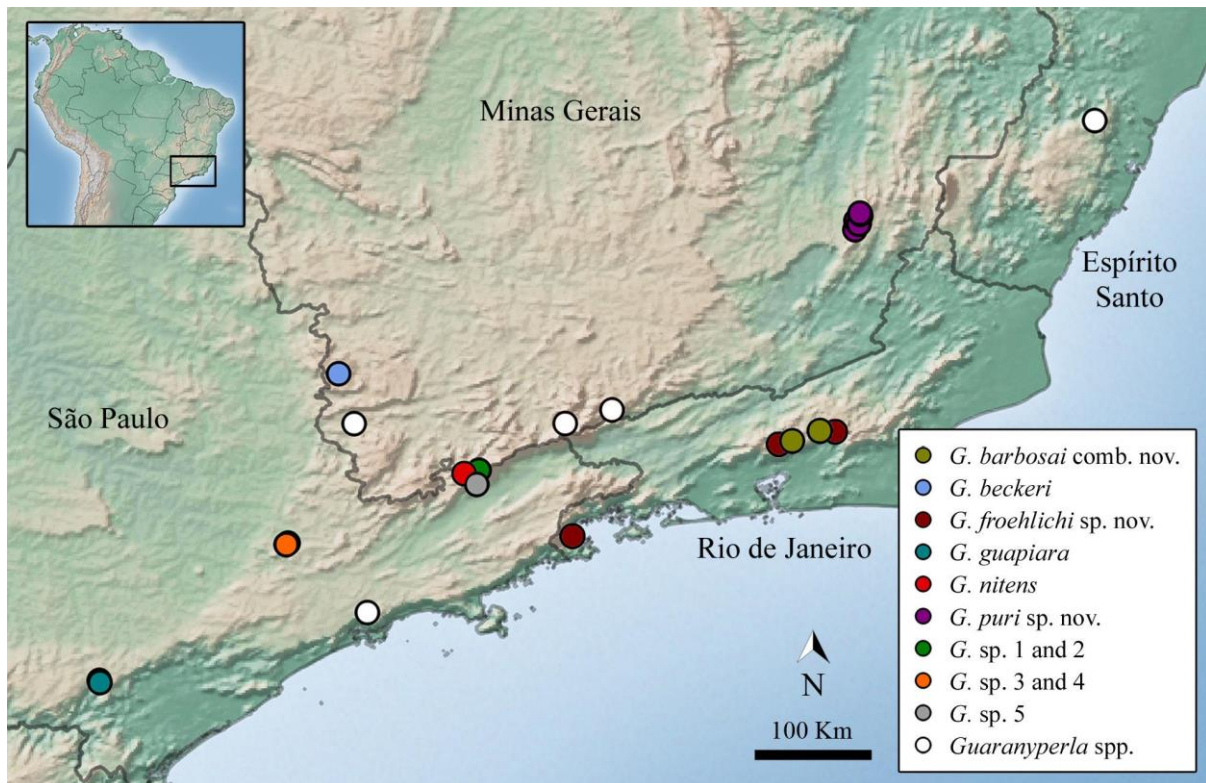 Minas Gerais
Espírito
Santo
São Paulo
Rio de Janeiro
N
100 Km
G. barbosai comb. nov.
G. beckeri
G. froehlichi sp. nov.
G. guapiara
G. nitens
G. puri sp. nov.
G. sp. 1 and 2
G. sp. 3 and 4
G. sp. 5
Guaranyperla spp.